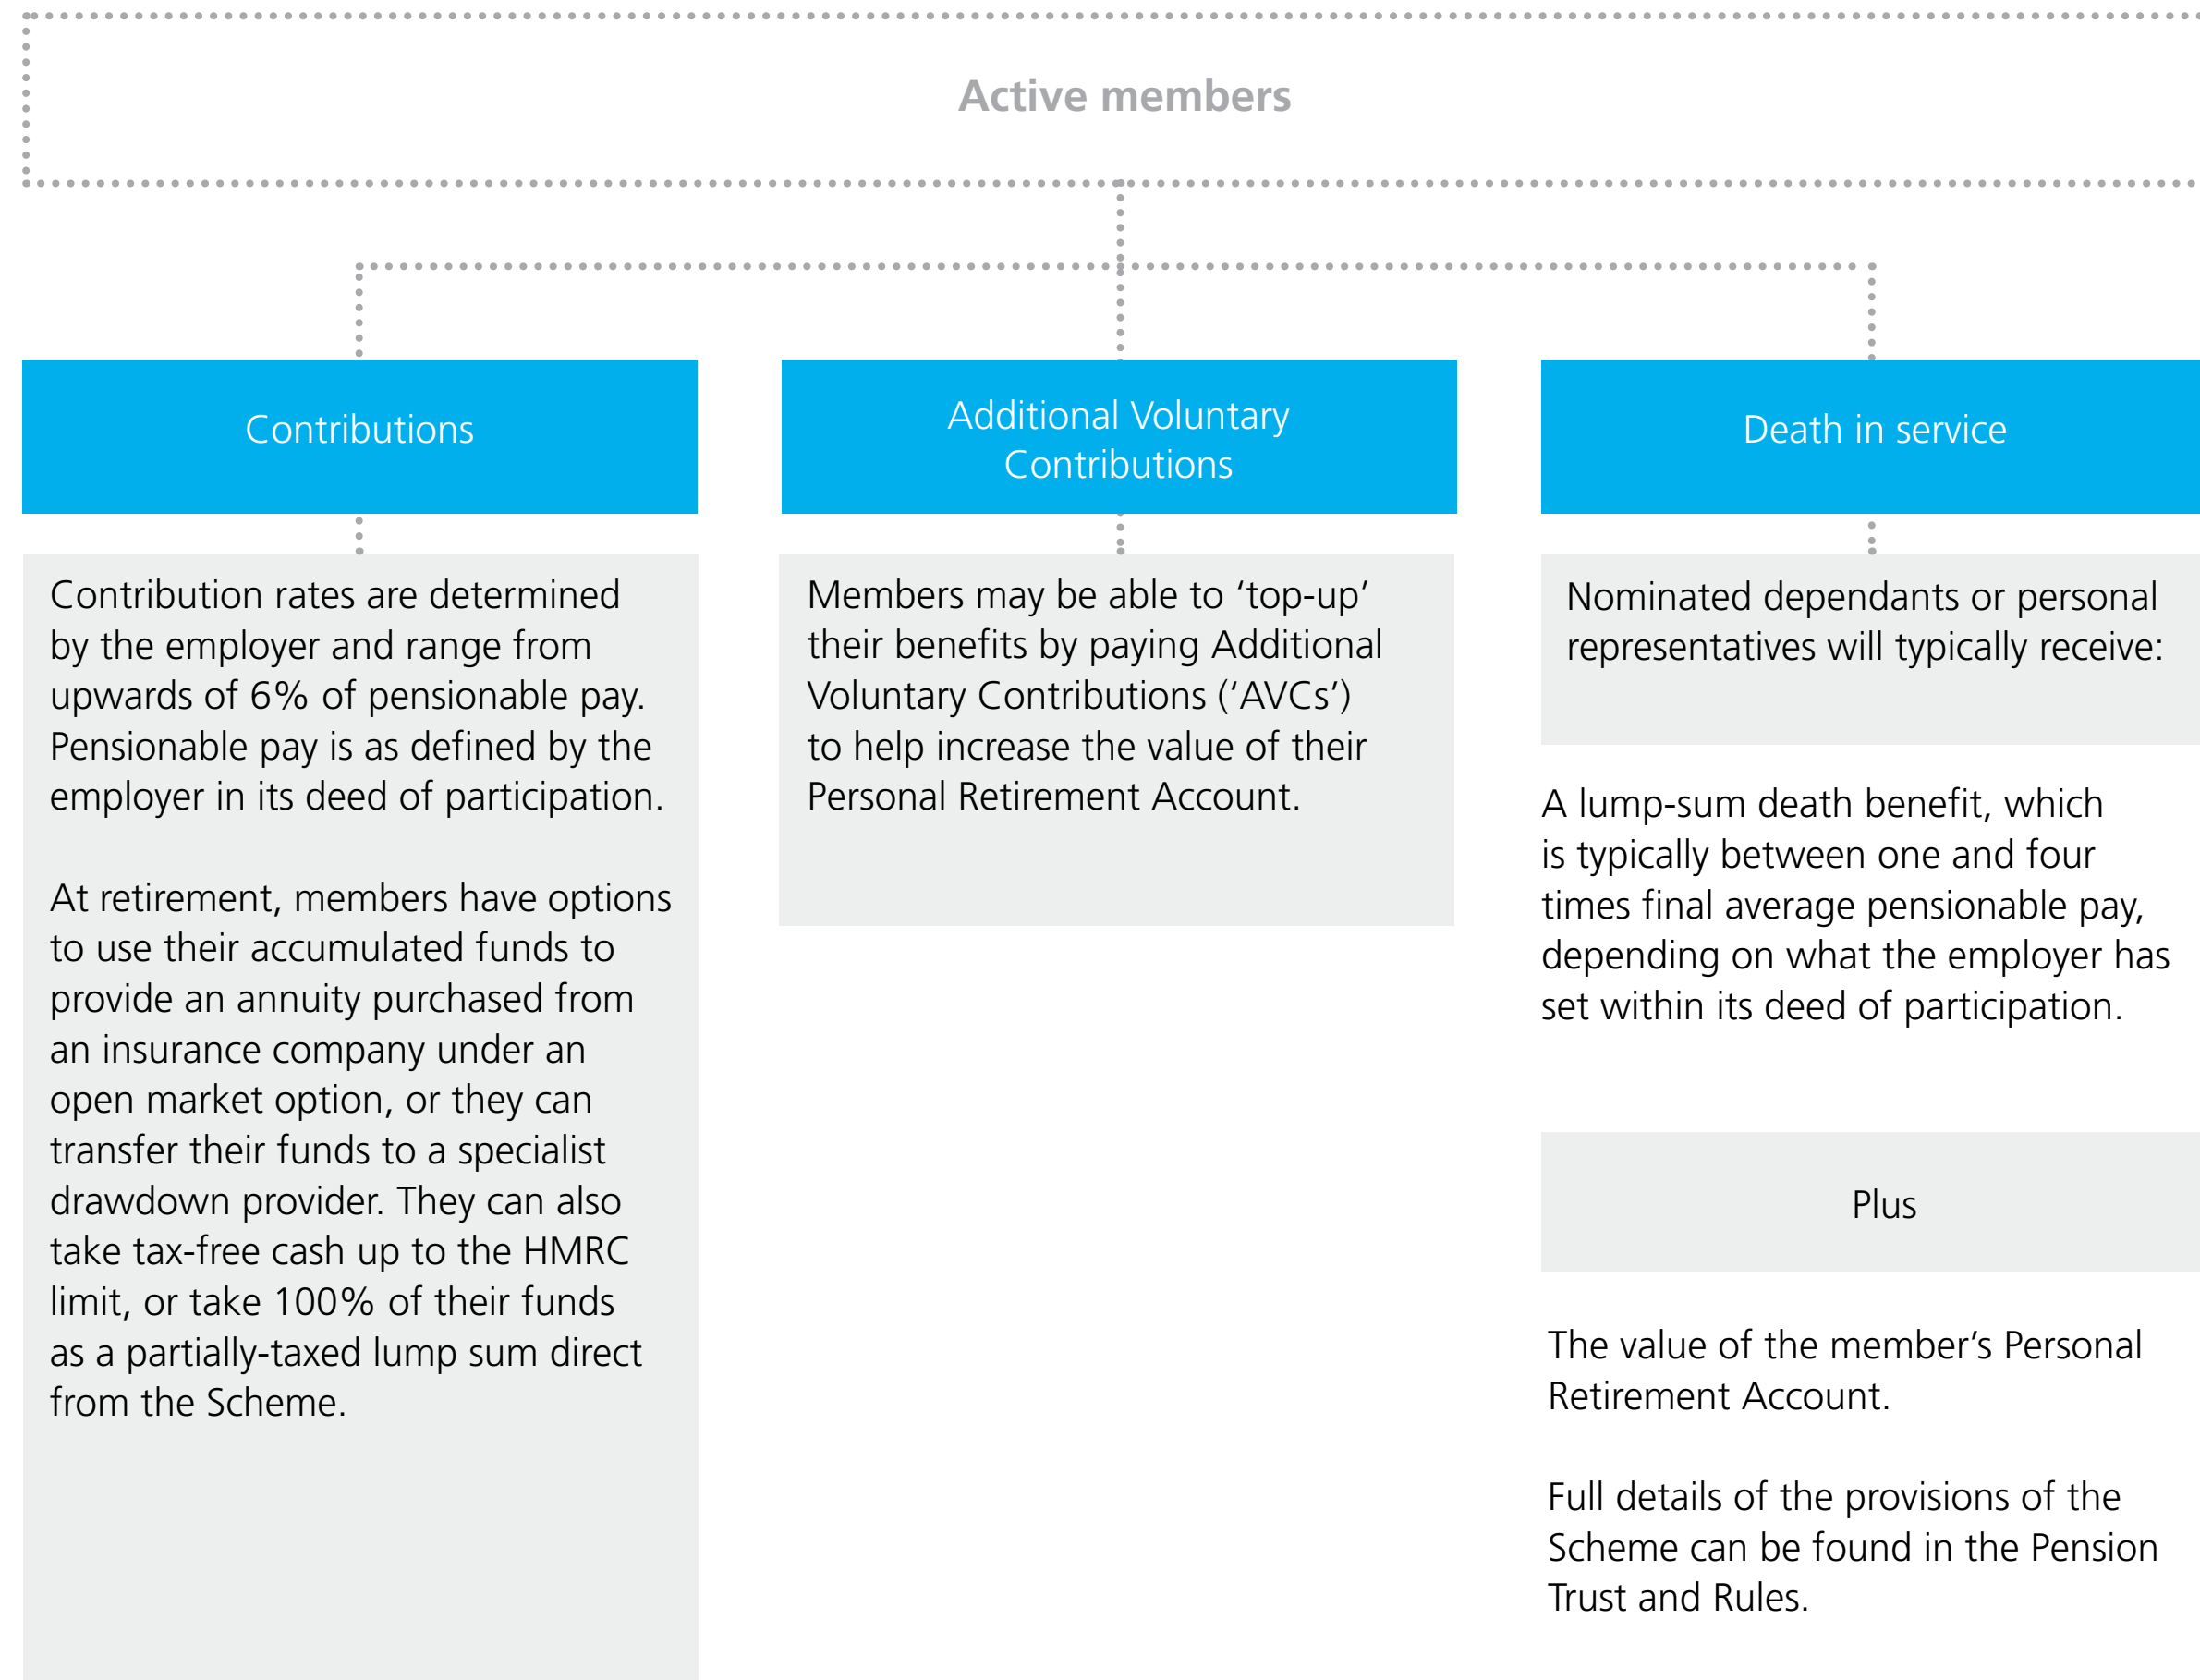 Active members
Contributions
Contribution rates are determined
by the employer and range from
upwards of 6% of pensionable pay.
Pensionable pay is as defined by the
employer in its deed of participation.
At retirement, members have options
to use their accumulated funds to
provide an annuity purchased from
an insurance company under an
open market option, or they can
transfer their funds to a specialist
drawdown provider. They can also
take tax-free cash up to the HMRC
limit, or take 100% of their funds
as a partially-taxed lump sum direct
from the Scheme.
Additional Voluntary
Contributions
Members may be able to ‘top-up’
their benefits by paying Additional
Voluntary Contributions (‘AVCs’)
to help increase the value of their
Personal Retirement Account.
Death in service
Nominated dependants or personal
representatives will typically receive:
A lump-sum death benefit, which
is typically between one and four
times final average pensionable pay,
depending on what the employer has
set within its deed of participation.
Plus
The value of the member’s Personal
Retirement Account.
Full details of the provisions of the
Scheme can be found in the Pension
Trust and Rules.